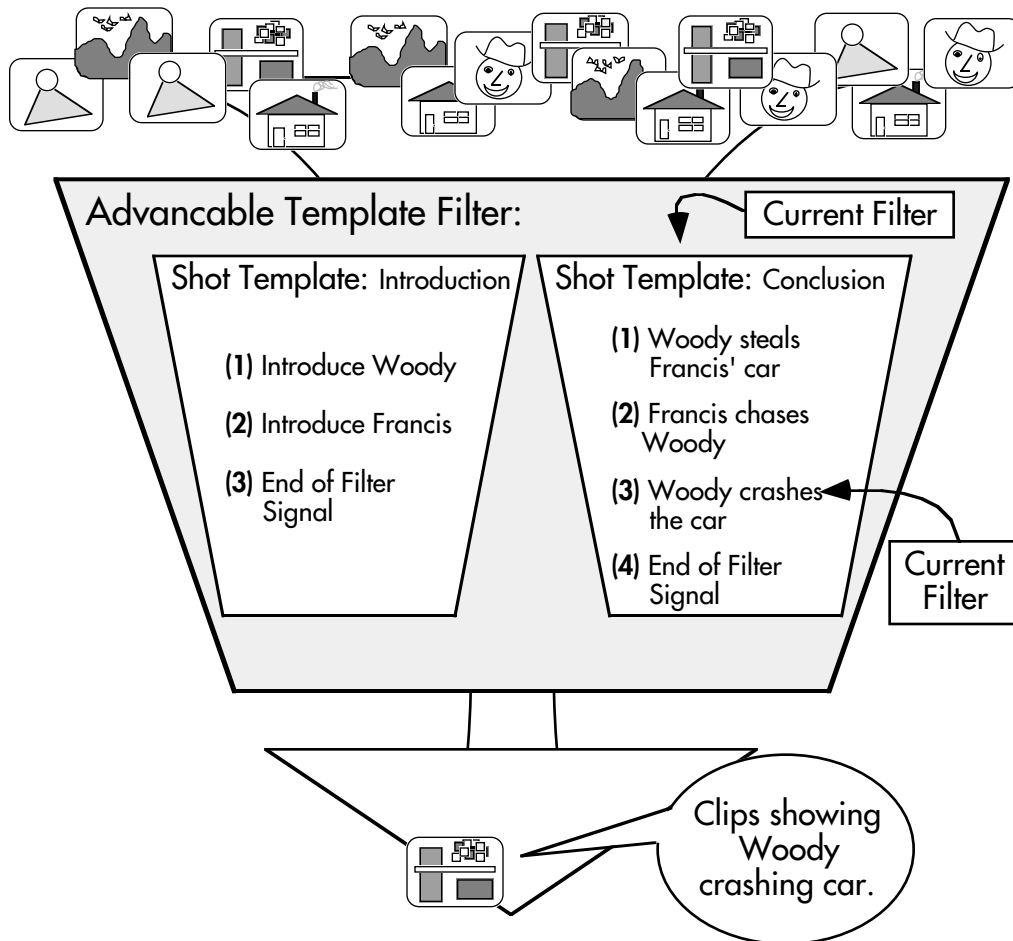 Advancable Template Filter:
Current Filter
Shot Template: Introduction
(1) Introduce Woody
(2) Introduce Francis
(3) End of Filter
Signal
Shot Template: Conclusion
(1) Woody steals
Francis' car
(2) Francis chases
Woody
(3) Woody crashes
the car
(4) End of Filter
Signal
Current
Filter
Clips showing
Woody
crashing car.